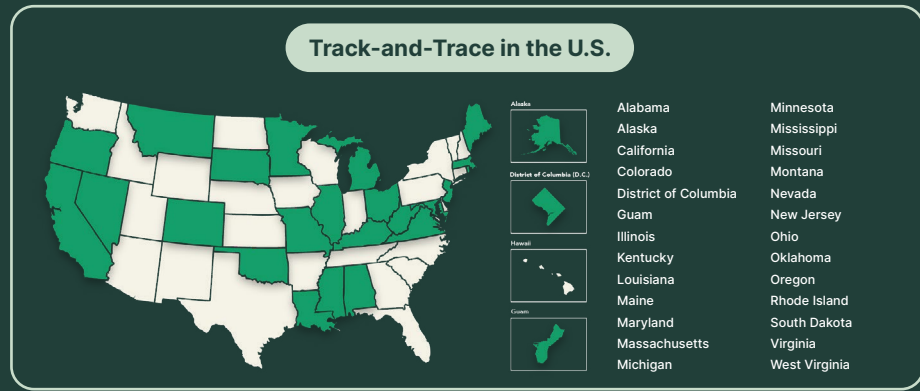 Track-and-Trace in the U.S.
Alaska
District of Columbia (D.C.)
Hawaii
Guam
Alabama
Alaska
California
Colorado
District of Columbia
Guam
Illinois
Kentucky
Louisiana
Maine
Maryland
Massachusetts
Michigan
Minnesota
Mississippi
Missouri
Montana
Nevada
New Jersey
Ohio
Oklahoma
Oregon
Rhode Island
South Dakota
Virginia
West Virginia